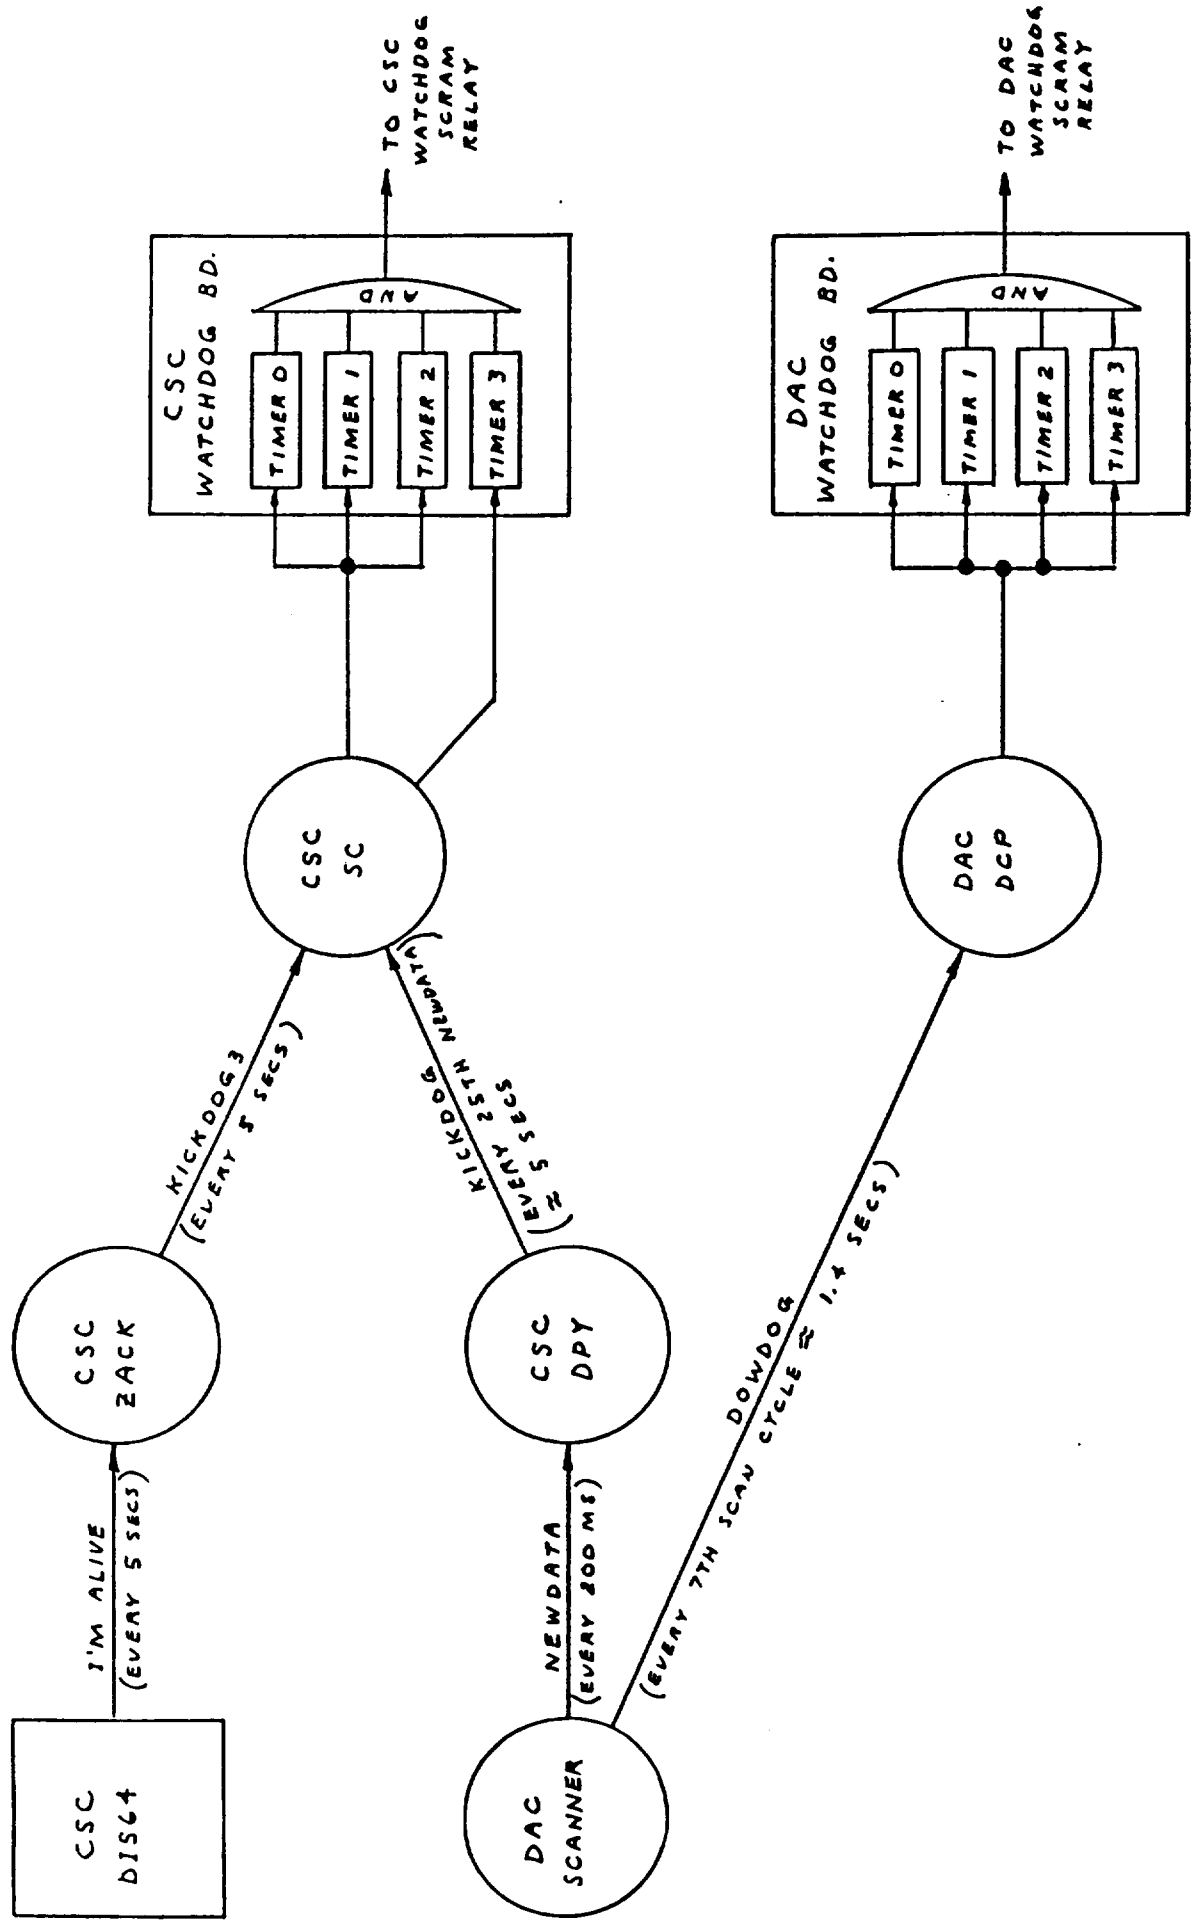 CSC
DIS64
I'M ALIVE
(EVERY 5 SECS)
CSC
ZACK
KICKDOG3
(EVERY 5 SECS)
CSC
SC
CSC
WATCHDOG BD.
TIMER 0
TIMER 1
TIMER 2
TIMER 3
AND
TO CSC
WATCHDOG
SCRAM
RELAY
DAC
SCANNER
NEWDATA
(EVERY 200 MS)
CSC
DPY
KICKDOG
(EVERY 25TH NEWDATA)
≈ 5 SECS
DOWDOG
(EVERY 7TH SCAN CYCLE ≈ 1.4 SECS)
DAC
DCP
DAC
WATCHDOG BD.
TIMER 0
TIMER 1
TIMER 2
TIMER 3
AND
TO DAC
WATCHDOG
SCRAM
RELAY